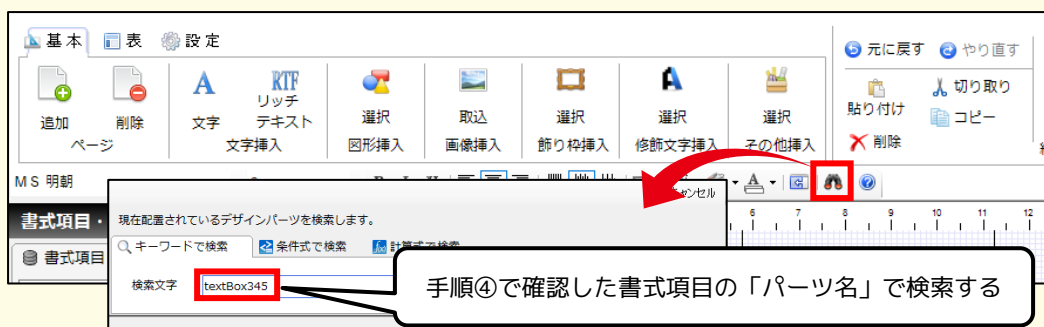 基本 表 設定
元に戻す やり直す
追加 削除 A 文字 RTF リッチテキスト 選択 取込 選択 選択 選択 貼り付け 切り取り
コピー
ページ 文字挿入 図形挿入 画像挿入 飾り枠挿入 修飾文字挿入 その他挿入 削除
MS 明朝
キャンセル
書式項目・
現在配置されているデザインパーツを検索します。
6 7 8 9 10 11 12
書式項目
キーワードで検索 条件式で検索 計算式で検索
検索文字 textBox345
手順④で確認した書式項目の「パーツ名」で検索する